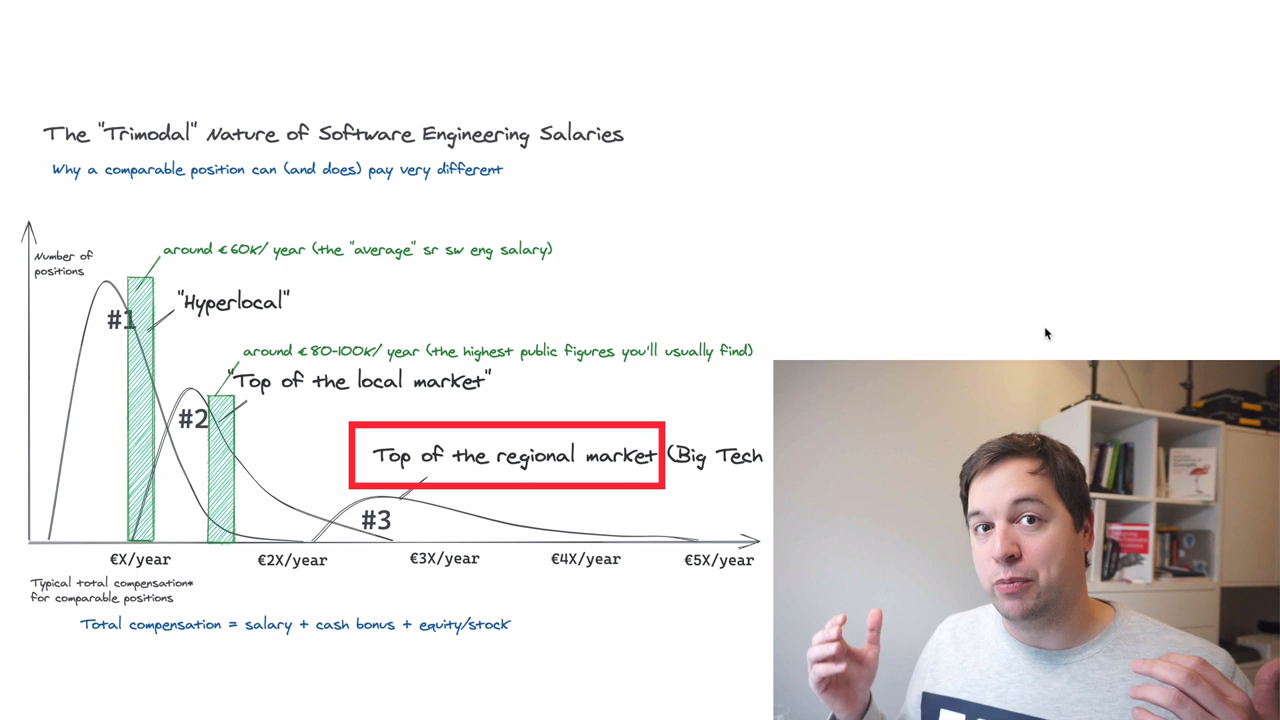 The "Trimodal" Nature of Software Engineering Salaries
Why a comparable position can (and does) pay very different
Number of
positions
around €60K/ year (the "average" sr sw eng salary)
"Hyperlocal"
#1
around €80-100K/ year (the highest public figures you'll usually find)
"Top of the local market"
#2
Top of the regional market (Big Tech
#3
€X/year
€2X/year
€3X/year
€4X/year
€5X/year
Typical total compensation*
for comparable positions
Total compensation = salary + cash bonus + equity/stock